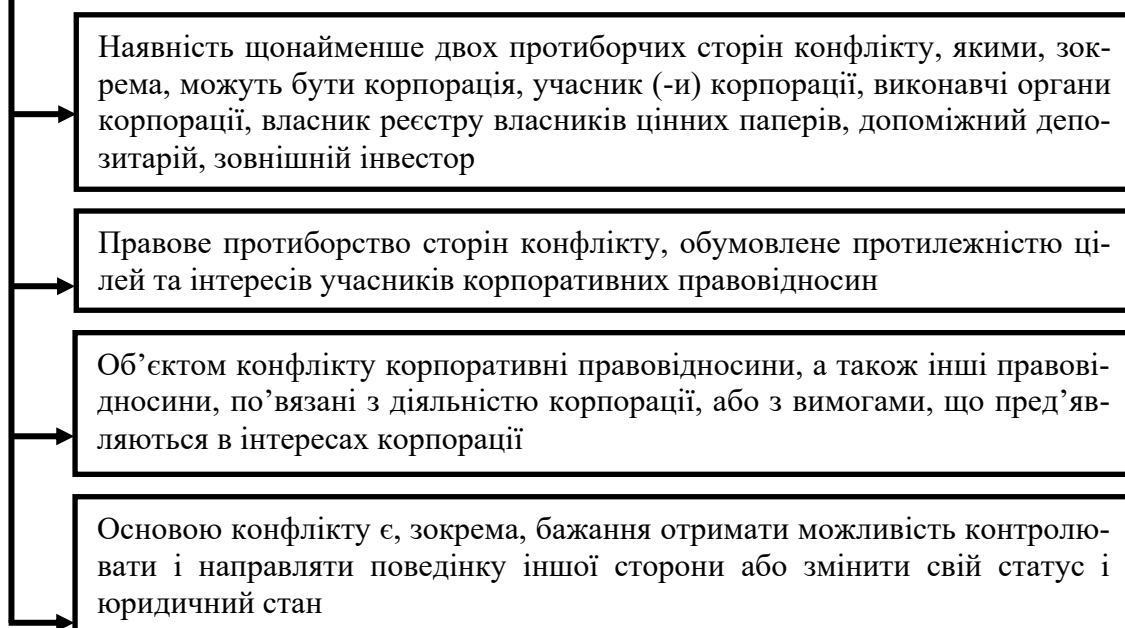 Наявність щонайменше двох протиборчих сторін конфлікту, якими, зок-
рема, можуть бути корпорація, учасник (-и) корпорації, виконавчі органи
корпорації, власник реєстру власників цінних паперів, допоміжний депо-
зитарій, зовнішній інвестор
Правове протиборство сторін конфлікту, обумовлене протилежністю ці-
лей та інтересів учасників корпоративних правовідносин
Об’єктом конфлікту корпоративні правовідносини, а також інші правові-
дносини, по’вязані з діяльністю корпорації, або з вимогами, що пред’яв-
ляються в інтересах корпорації
Основою конфлікту є, зокрема, бажання отримати можливість контролю-
вати і направляти поведінку іншої сторони або змінити свій статус і
юридичний стан